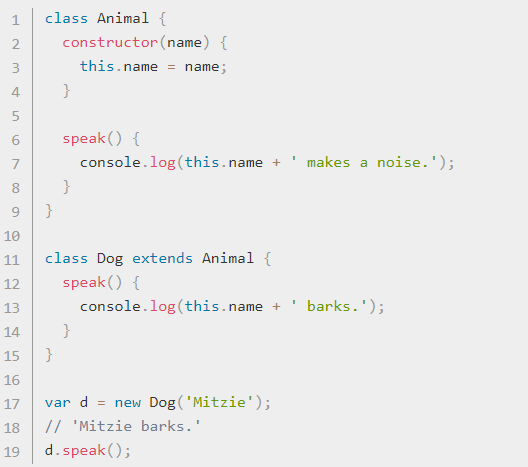 1 class Animal {
2   constructor(name) {
3     this.name = name;
4   }
5
6   speak() {
7     console.log(this.name + ' makes a noise.');
8   }
9 }
10
11 class Dog extends Animal {
12   speak() {
13     console.log(this.name + ' barks.');
14   }
15 }
16
17 var d = new Dog('Mitzie');
18 // 'Mitzie barks.'
19 d.speak();